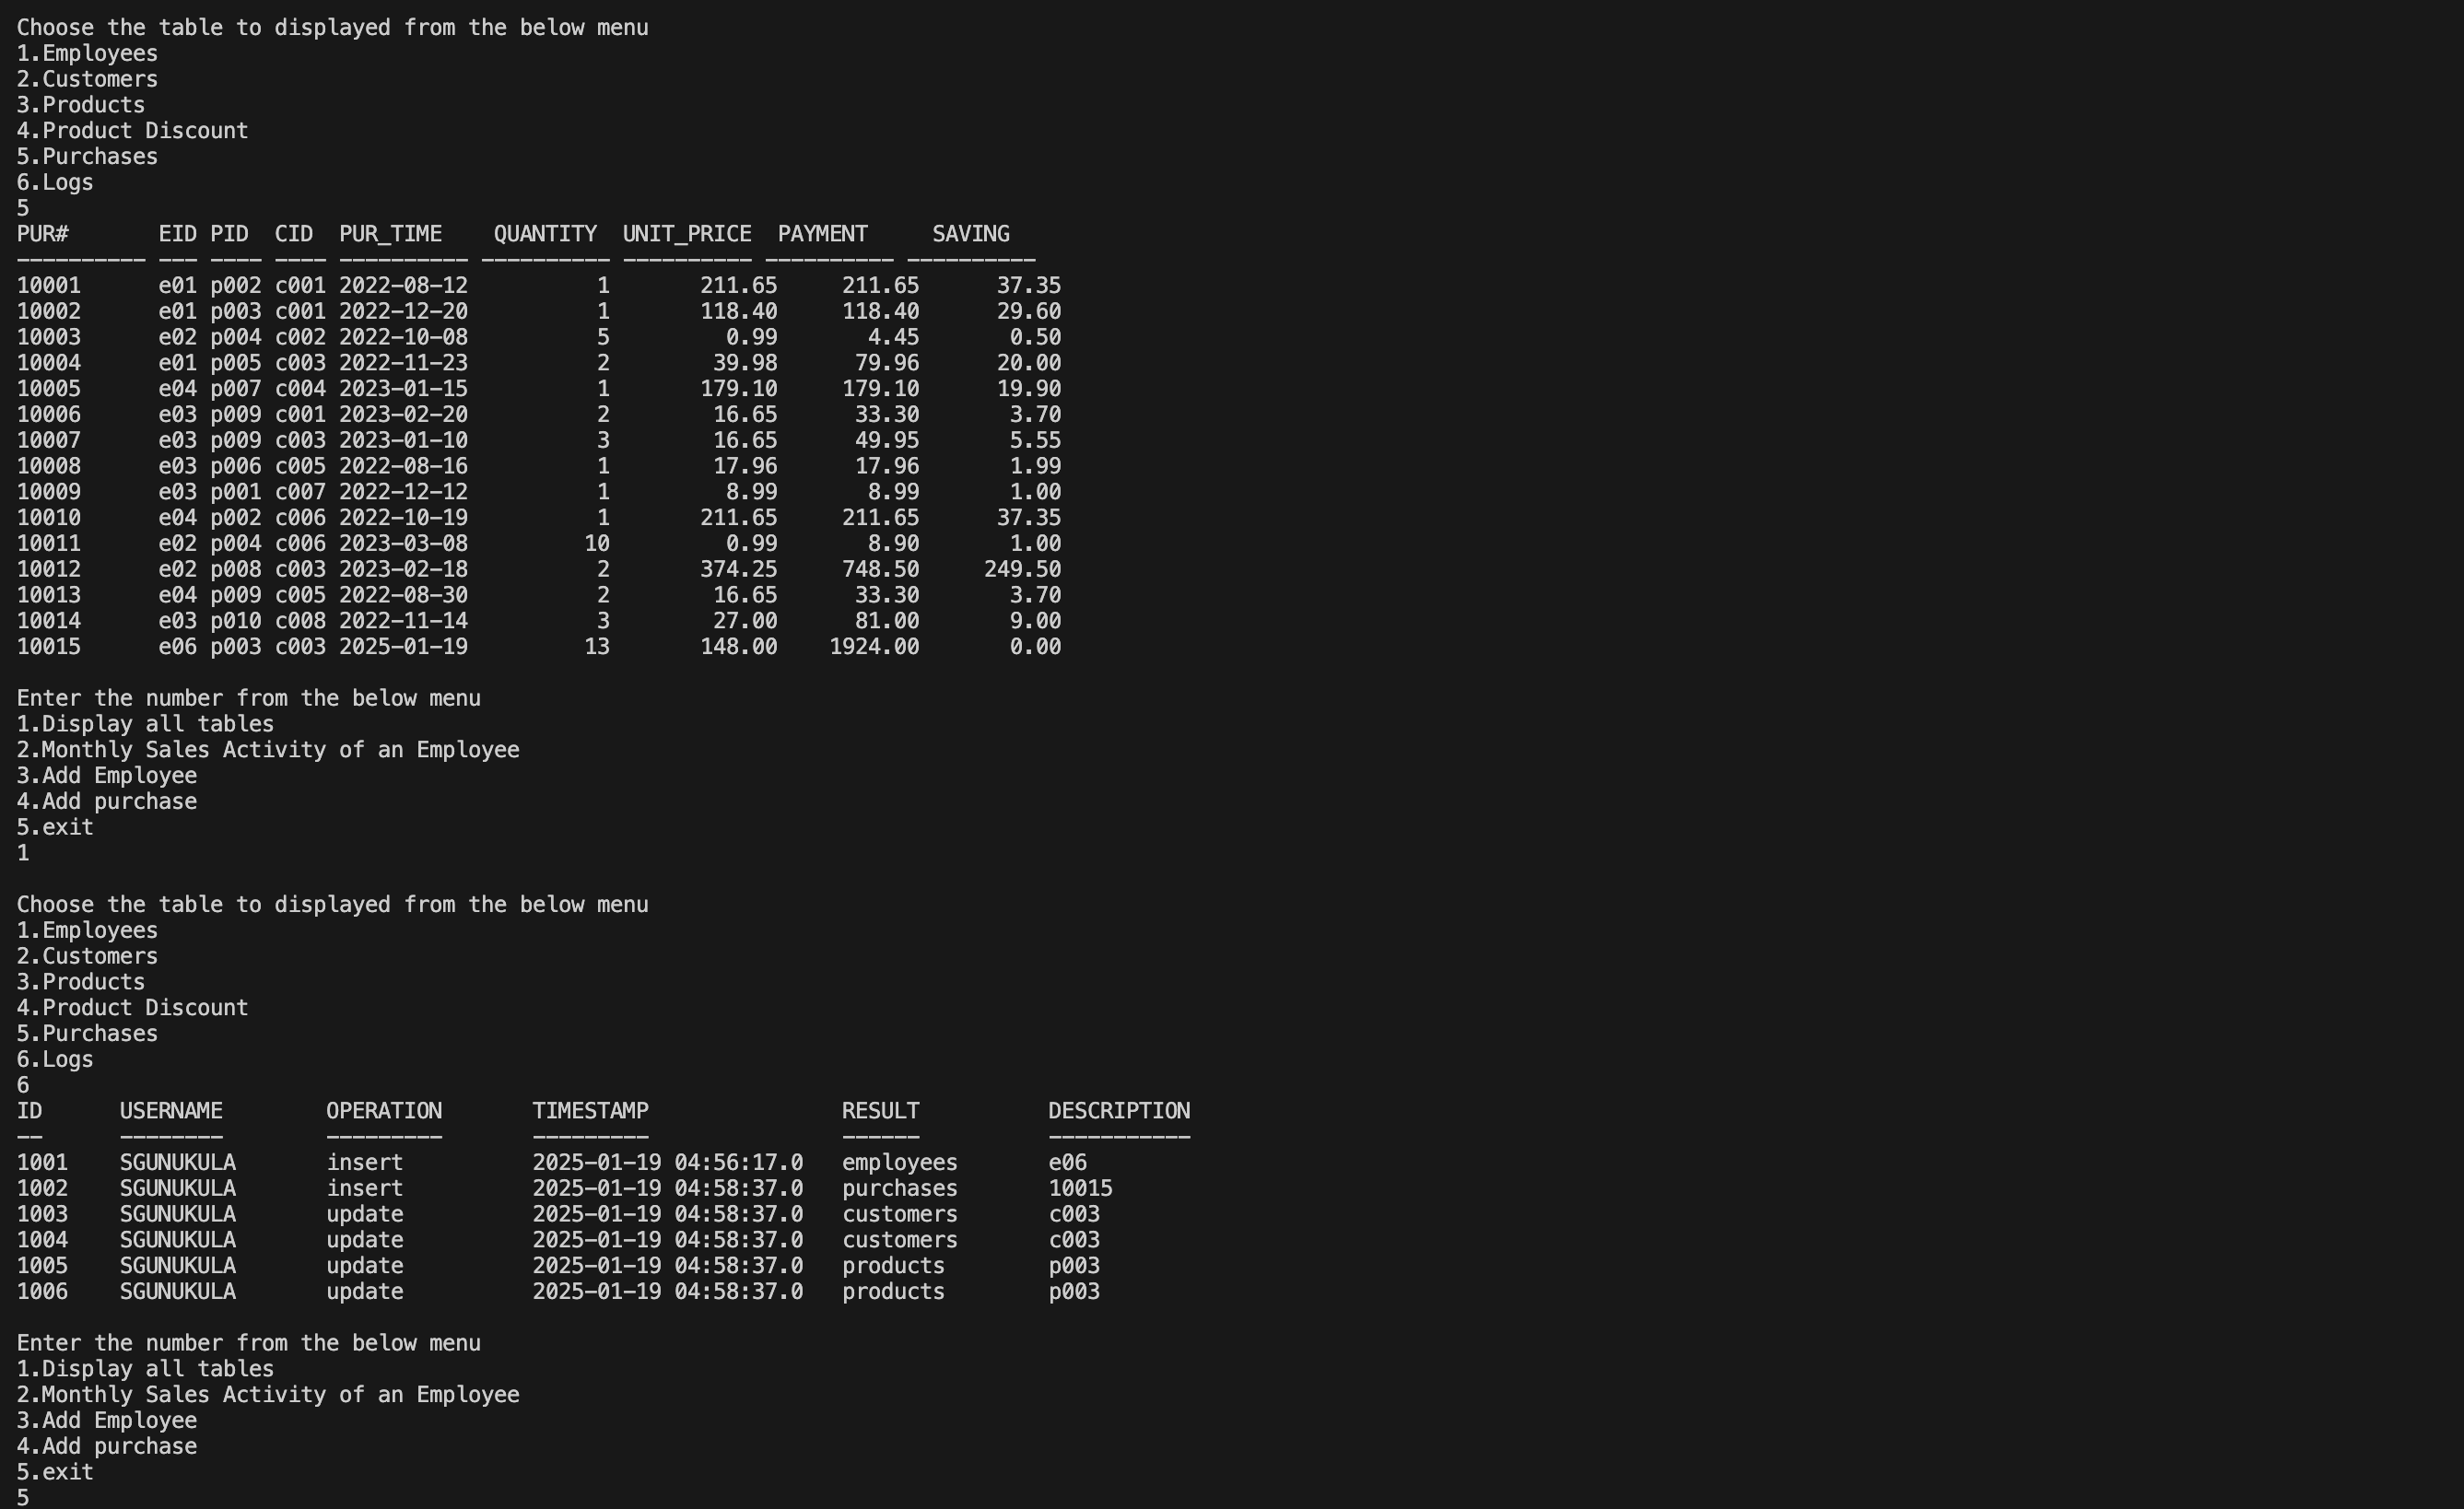 Choose the table to displayed from the below menu
1.Employees
2.Customers
3.Products
4.Product Discount
5.Purchases
6.Logs
5
PUR#       EID PID  CID  PUR_TIME    QUANTITY  UNIT_PRICE  PAYMENT     SAVING
---------- --- ---- ---- ---------- ---------- ---------- ---------- ----------
10001      e01 p002 c001 2022-08-12          1       211.65     211.65      37.35
10002      e01 p003 c001 2022-12-20          1       118.40     118.40      29.60
10003      e02 p004 c002 2022-10-08          5         0.99       4.45       0.50
10004      e01 p005 c003 2022-11-23          2        39.98      79.96      20.00
10005      e04 p007 c004 2023-01-15          1       179.10     179.10      19.90
10006      e03 p009 c001 2023-02-20          2        16.65      33.30       3.70
10007      e03 p009 c003 2023-01-10          3        16.65      49.95       5.55
10008      e03 p006 c005 2022-08-16          1        17.96      17.96       1.99
10009      e03 p001 c007 2022-12-12          1         8.99       8.99       1.00
10010      e04 p002 c006 2022-10-19          1       211.65     211.65      37.35
10011      e02 p004 c006 2023-03-08         10         0.99       8.90       1.00
10012      e02 p008 c003 2023-02-18          2       374.25     748.50     249.50
10013      e04 p009 c005 2022-08-30          2        16.65      33.30       3.70
10014      e03 p010 c008 2022-11-14          3        27.00      81.00       9.00
10015      e06 p003 c003 2025-01-19         13       148.00    1924.00       0.00
Enter the number from the below menu
1.Display all tables
2.Monthly Sales Activity of an Employee
3.Add Employee
4.Add purchase
5.exit
1
Choose the table to displayed from the below menu
1.Employees
2.Customers
3.Products
4.Product Discount
5.Purchases
6.Logs
6
ID      USERNAME        OPERATION       TIMESTAMP               RESULT          DESCRIPTION
--      --------        ---------       ---------               ------          -----------
1001    SGUNUKULA       insert          2025-01-19 04:56:17.0   employees       e06
1002    SGUNUKULA       insert          2025-01-19 04:58:37.0   purchases       10015
1003    SGUNUKULA       update          2025-01-19 04:58:37.0   customers       c003
1004    SGUNUKULA       update          2025-01-19 04:58:37.0   customers       c003
1005    SGUNUKULA       update          2025-01-19 04:58:37.0   products        p003
1006    SGUNUKULA       update          2025-01-19 04:58:37.0   products        p003
Enter the number from the below menu
1.Display all tables
2.Monthly Sales Activity of an Employee
3.Add Employee
4.Add purchase
5.exit
5